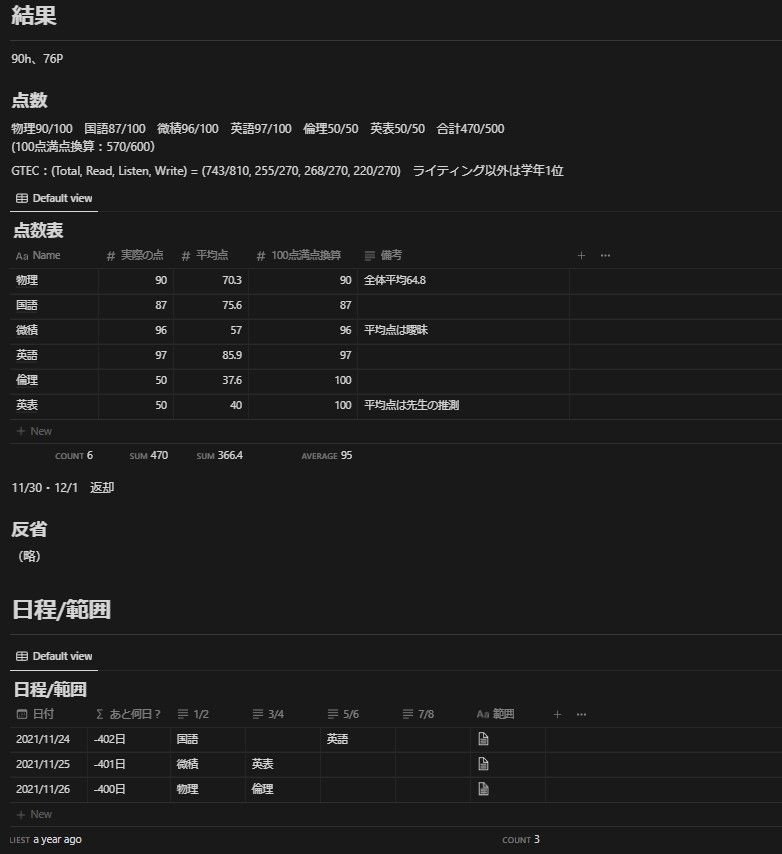 結果
90h、76P
点数
物理90/100　国語87/100　微積96/100　英語97/100　倫理50/50　英表50/50　合計470/500
(100点満点換算：570/600)
GTEC：(Total, Read, Listen, Write) = (743/810, 255/270, 268/270, 220/270)　ライティング以外は学年1位
Default view
点数表
Aa Name # 実際の点 # 平均点 # 100点満点換算 備考 + ...
物理 90 70.3 90 全体平均64.8
国語 87 75.6 87
微積 96 57 96 平均点は曖昧
英語 97 85.9 97
倫理 50 37.6 100
英表 50 40 100 平均点は先生の推測
+ New
COUNT 6 SUM 470 SUM 366.4 AVERAGE 95
11/30・12/1　返却
反省
（略）
日程/範囲
Default view
日程/範囲
日付 Σ あと何日？ 1/2 3/4 5/6 7/8 Aa 範囲 + ...
2021/11/24 -402日 国語 英語
2021/11/25 -401日 微積 英表
2021/11/26 -400日 物理 倫理
+ New
LIEST a year ago COUNT 3